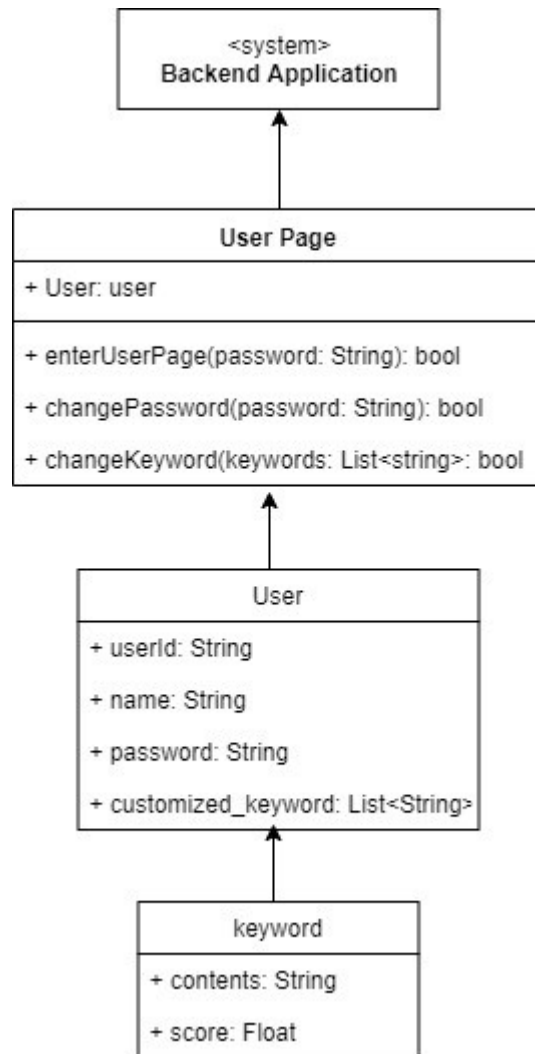 <system>
Backend Application
User Page
+ User: user
+ enterUserPage(password: String): bool
+ changePassword(password: String): bool
+ changeKeyword(keywords: List<string>: bool
User
+ userId: String
+ name: String
+ password: String
+ customized_keyword: List<String>
keyword
+ contents: String
+ score: Float